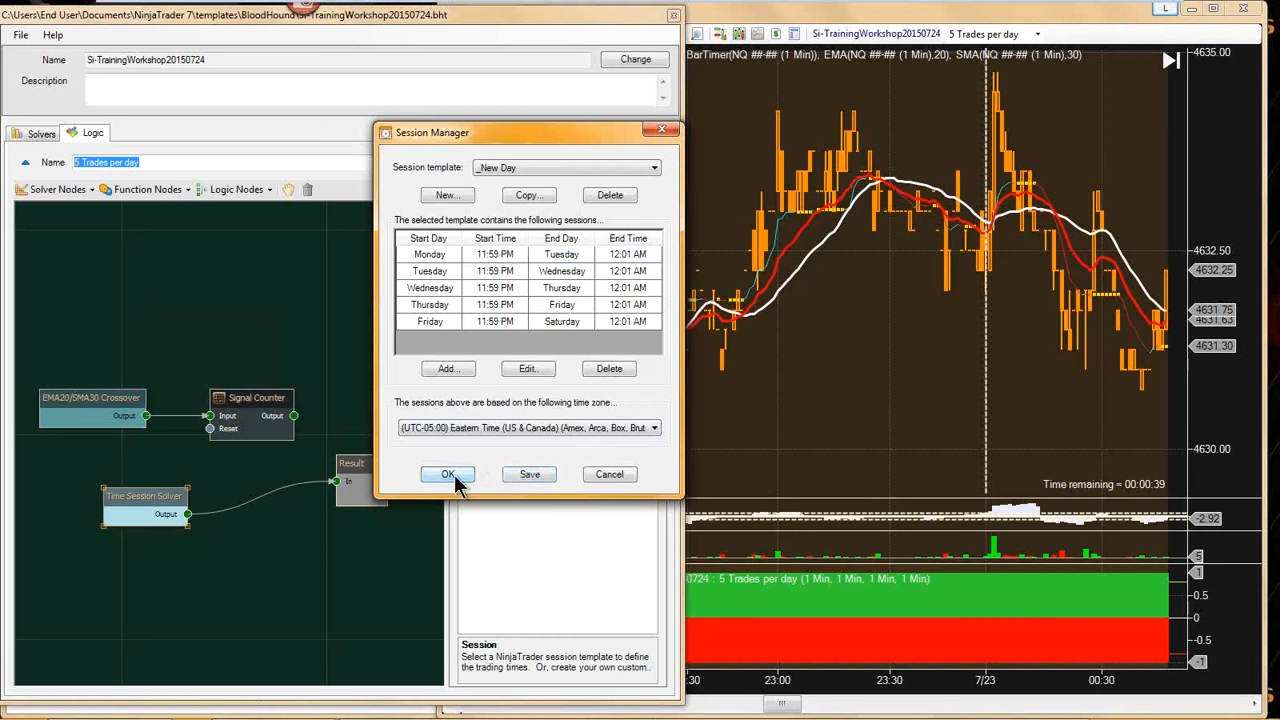 C:\Users\End User\Documents\NinjaTrader 7\templates\BloodHound\Si-TrainingWorkshop20150724.bht
File Help
Name Si-TrainingWorkshop20150724 Change
Description
Solvers Logic
Name 5 Trades per day
Solver Nodes Function Nodes Logic Nodes
EMA20/SMA30 Crossover
Output
Signal Counter
Input Output
Reset
Time Session Solver
Output
Result
In
Session Manager
Session template: _New Day
New... Copy... Delete
The selected template contains the following sessions...
Start Day Start Time End Day End Time
Monday 11:59 PM Tuesday 12:01 AM
Tuesday 11:59 PM Wednesday 12:01 AM
Wednesday 11:59 PM Thursday 12:01 AM
Thursday 11:59 PM Friday 12:01 AM
Friday 11:59 PM Saturday 12:01 AM
Add... Edit... Delete
The sessions above are based on the following time zone...
(UTC-05:00) Eastern Time (US & Canada) (Amex, Arca, Box, Brut
OK Save Cancel
Session
Select a NinjaTrader session template to define
the trading times. Or, create your own custom..
L
Si-TrainingWorkshop20150724 5 Trades per day
BarTimer(NQ ##-## (1 Min)), EMA(NQ ##-## (1 Min),20), SMA(NQ ##-## (1 Min),30)
4635.00
4632.50
4632.25
4631.75
4631.63
4631.30
4630.00
Time remaining = 00:00:39
-2.92
5
0724 : 5 Trades per day (1 Min, 1 Min, 1 Min, 1 Min)
1
0.5
0
-0.5
-1
:30 23:00 23:30 7/23 00:30